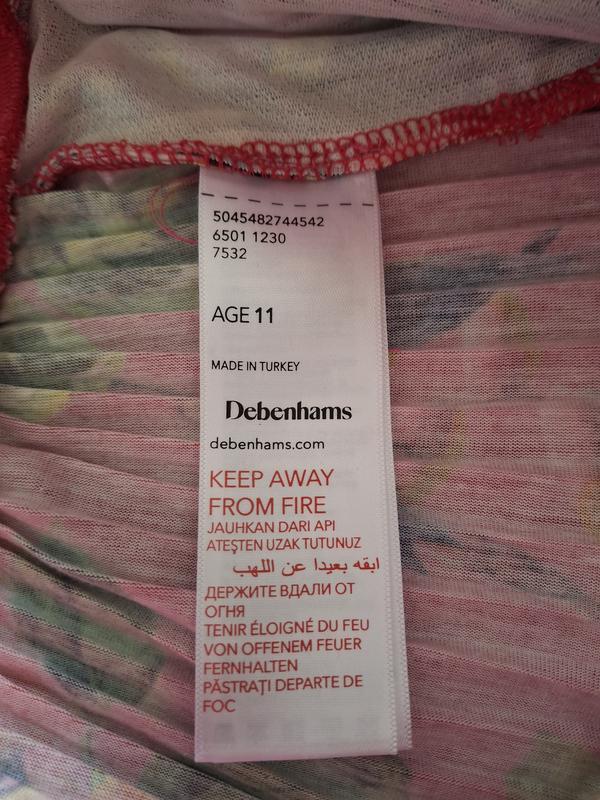 5045482744542
6501 1230
7532
AGE 11
MADE IN TURKEY
Debenhams
debenhams.com
KEEP AWAY
FROM FIRE
JAUHKAN DARI API
ATEŞTEN UZAK TUTUNUZ
ابقه بعيدا عن اللهب
ДЕРЖИТЕ ВДАЛИ ОТ
ОГНЯ
TENIR ÉLOIGNÉ DU FEU
VON OFFENEM FEUER
FERNHALTEN
PĂSTRAŢI DEPARTE DE
FOC